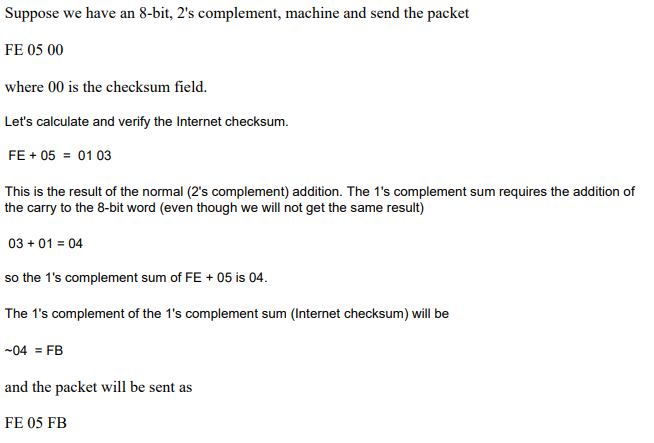 Suppose we have an 8-bit, 2's complement, machine and send the packet
FE 05 00
where 00 is the checksum field.
Let's calculate and verify the Internet checksum.
FE + 05 = 01 03
This is the result of the normal (2's complement) addition. The 1's complement sum requires the addition of
the carry to the 8-bit word (even though we will not get the same result)
03 + 01 = 04
so the 1's complement sum of FE + 05 is 04.
The 1's complement of the 1's complement sum (Internet checksum) will be
~04 = FB
and the packet will be sent as
FE 05 FB